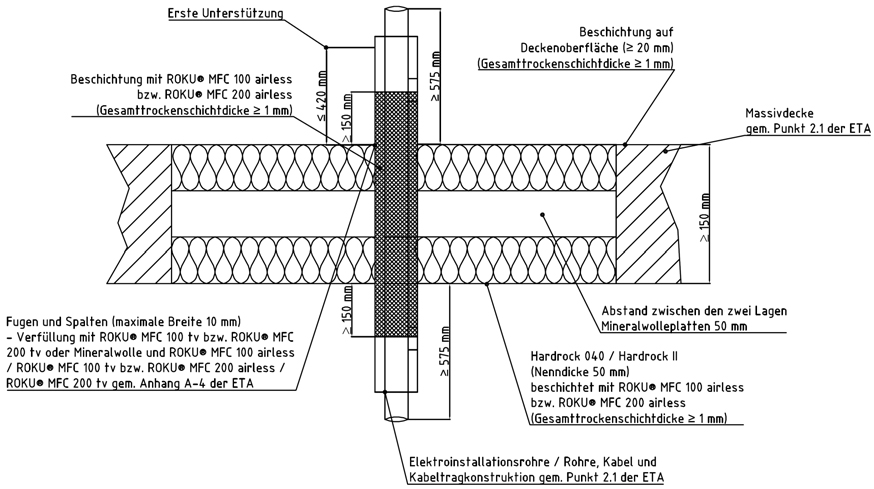 Erste Unterstützung
Beschichtung auf
Deckenoberfläche (≥ 20 mm)
(Gesamttrockenschichtdicke ≥ 1 mm)
Beschichtung mit ROKU® MFC 100 airless
bzw. ROKU® MFC 200 airless
(Gesamttrockenschichtdicke ≥ 1 mm)
≤ 420 mm
≥ 150 mm
≥ 575 mm
Massivdecke
gem. Punkt 2.1 der ETA
≥ 150 mm
Abstand zwischen den zwei Lagen
Mineralwolleplatten 50 mm
≥ 150 mm
≥ 575 mm
Fugen und Spalten (maximale Breite 10 mm)
- Verfüllung mit ROKU® MFC 100 tv bzw. ROKU® MFC
200 tv oder Mineralwolle und ROKU® MFC 100 airless
/ ROKU® MFC 100 tv bzw. ROKU® MFC 200 airless /
ROKU® MFC 200 tv gem. Anhang A-4 der ETA
Hardrock 040 / Hardrock II
(Nenndicke 50 mm)
beschichtet mit ROKU® MFC 100 airless
bzw. ROKU® MFC 200 airless
(Gesamttrockenschichtdicke ≥ 1 mm)
Elektroinstallationsrohre / Rohre, Kabel und
Kabeltragkonstruktion gem. Punkt 2.1 der ETA